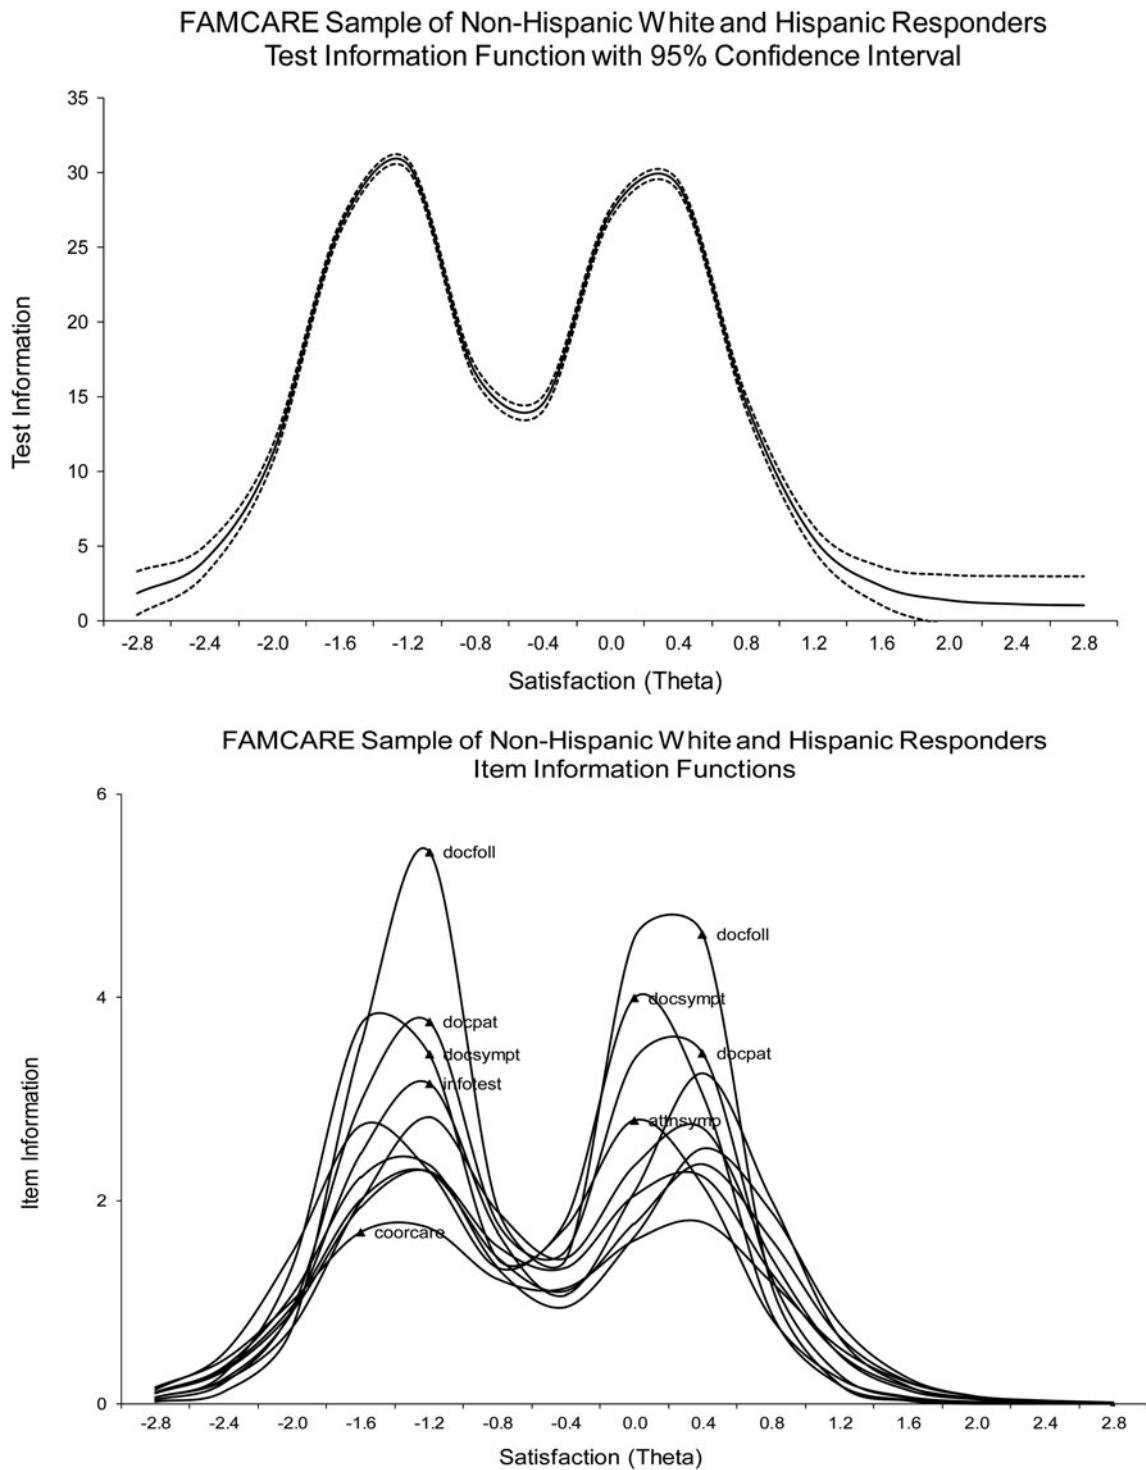 FAMCARE Sample of Non-Hispanic White and Hispanic Responders
Test Information Function with 95% Confidence Interval
35
30
25
20
15
10
5
0
Test Information
-2.8 -2.4 -2.0 -1.6 -1.2 -0.8 -0.4 0.0 0.4 0.8 1.2 1.6 2.0 2.4 2.8
Satisfaction (Theta)
FAMCARE Sample of Non-Hispanic White and Hispanic Responders
Item Information Functions
6
4
2
0
Item Information
docfoll
docfoll
docsympt
docpat
docpat
docsympt
infotest
attnsymp
coorcare
-2.8 -2.4 -2.0 -1.6 -1.2 -0.8 -0.4 0.0 0.4 0.8 1.2 1.6 2.0 2.4 2.8
Satisfaction (Theta)